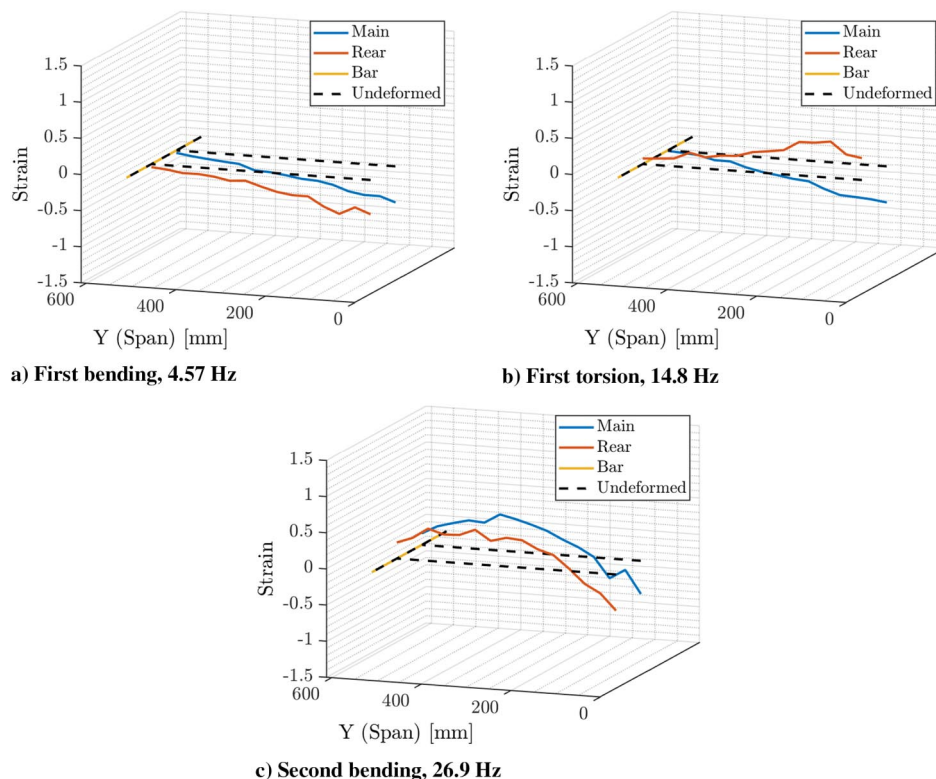 Main
Rear
Bar
Undeformed
1.5
1
0.5
0
-0.5
-1
-1.5
Strain
600
400
200
0
Y (Span) [mm]
a) First bending, 4.57 Hz
Main
Rear
Bar
Undeformed
1.5
1
0.5
0
-0.5
-1
-1.5
Strain
600
400
200
0
Y (Span) [mm]
b) First torsion, 14.8 Hz
Main
Rear
Bar
Undeformed
1.5
1
0.5
0
-0.5
-1
-1.5
Strain
600
400
200
0
Y (Span) [mm]
c) Second bending, 26.9 Hz